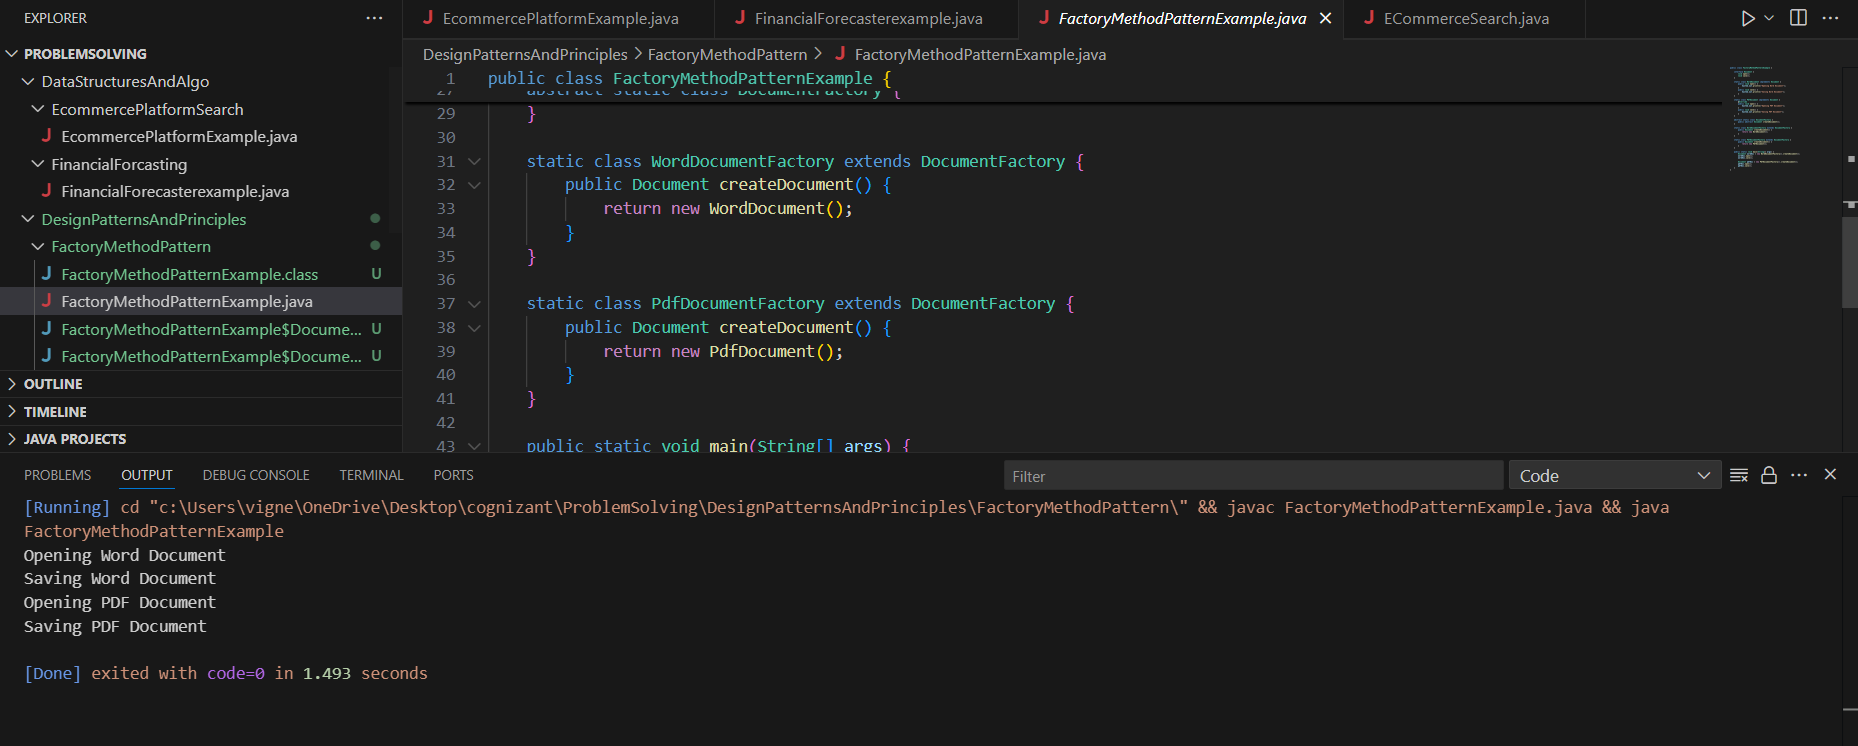 EXPLORER ...
PROBLEMSOLVING
DataStructuresAndAlgo
EcommercePlatformSearch
J EcommercePlatformExample.java
FinancialForcasting
J FinancialForecasterexample.java
DesignPatternsAndPrinciples
FactoryMethodPattern
J FactoryMethodPatternExample.class U
J FactoryMethodPatternExample.java
J FactoryMethodPatternExample$Docume... U
J FactoryMethodPatternExample$Docume... U
OUTLINE
TIMELINE
JAVA PROJECTS
J EcommercePlatformExample.java J FinancialForecasterexample.java J FactoryMethodPatternExample.java J ECommerceSearch.java
DesignPatternsAndPrinciples > FactoryMethodPattern > J FactoryMethodPatternExample.java
1 public class FactoryMethodPatternExample {
27 abstract static class DocumentFactory {
29 }
30
31 static class WordDocumentFactory extends DocumentFactory {
32 public Document createDocument() {
33 return new WordDocument();
34 }
35 }
36
37 static class PdfDocumentFactory extends DocumentFactory {
38 public Document createDocument() {
39 return new PdfDocument();
40 }
41 }
42
43 public static void main(String[] args) {
PROBLEMS OUTPUT DEBUG CONSOLE TERMINAL PORTS Filter Code
[Running] cd "c:\Users\vigne\OneDrive\Desktop\cognizant\ProblemSolving\DesignPatternsAndPrinciples\FactoryMethodPattern\" && javac FactoryMethodPatternExample.java && java
FactoryMethodPatternExample
Opening Word Document
Saving Word Document
Opening PDF Document
Saving PDF Document
[Done] exited with code=0 in 1.493 seconds